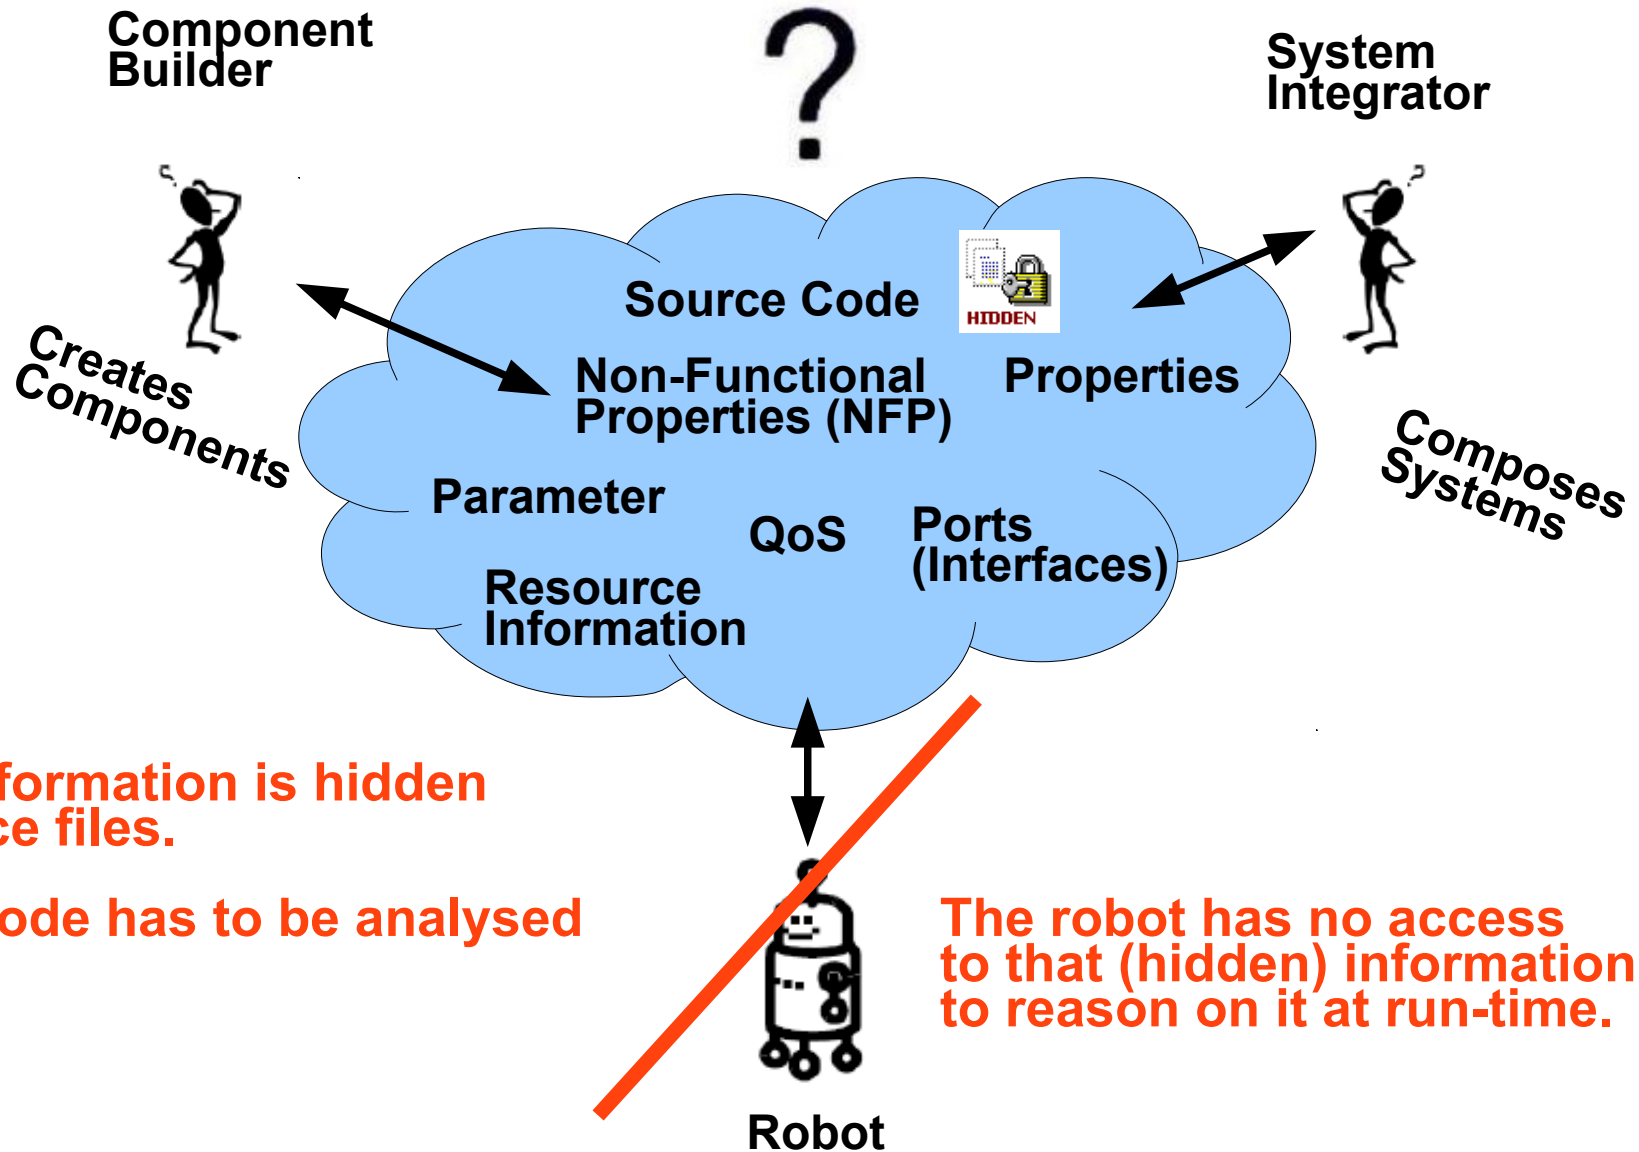 Component
Builder
?
System
Integrator
Source Code
HIDDEN
Creates
Components
Non-Functional
Properties (NFP)
Properties
Composes
Systems
Parameter
QoS
Ports
(Interfaces)
Resource
Information
formation is hidden
ce files.
ode has to be analysed
The robot has no access
to that (hidden) information
to reason on it at run-time.
Robot